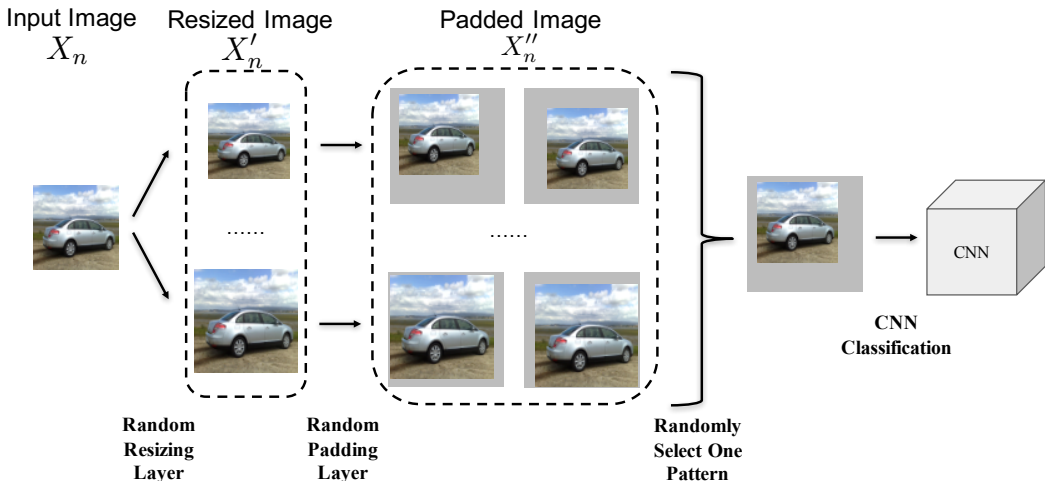 Input Image
X_n
Resized Image
X'_n
Padded Image
X''_n
......
......
CNN
CNN
Classification
Random
Resizing
Layer
Random
Padding
Layer
Randomly
Select One
Pattern